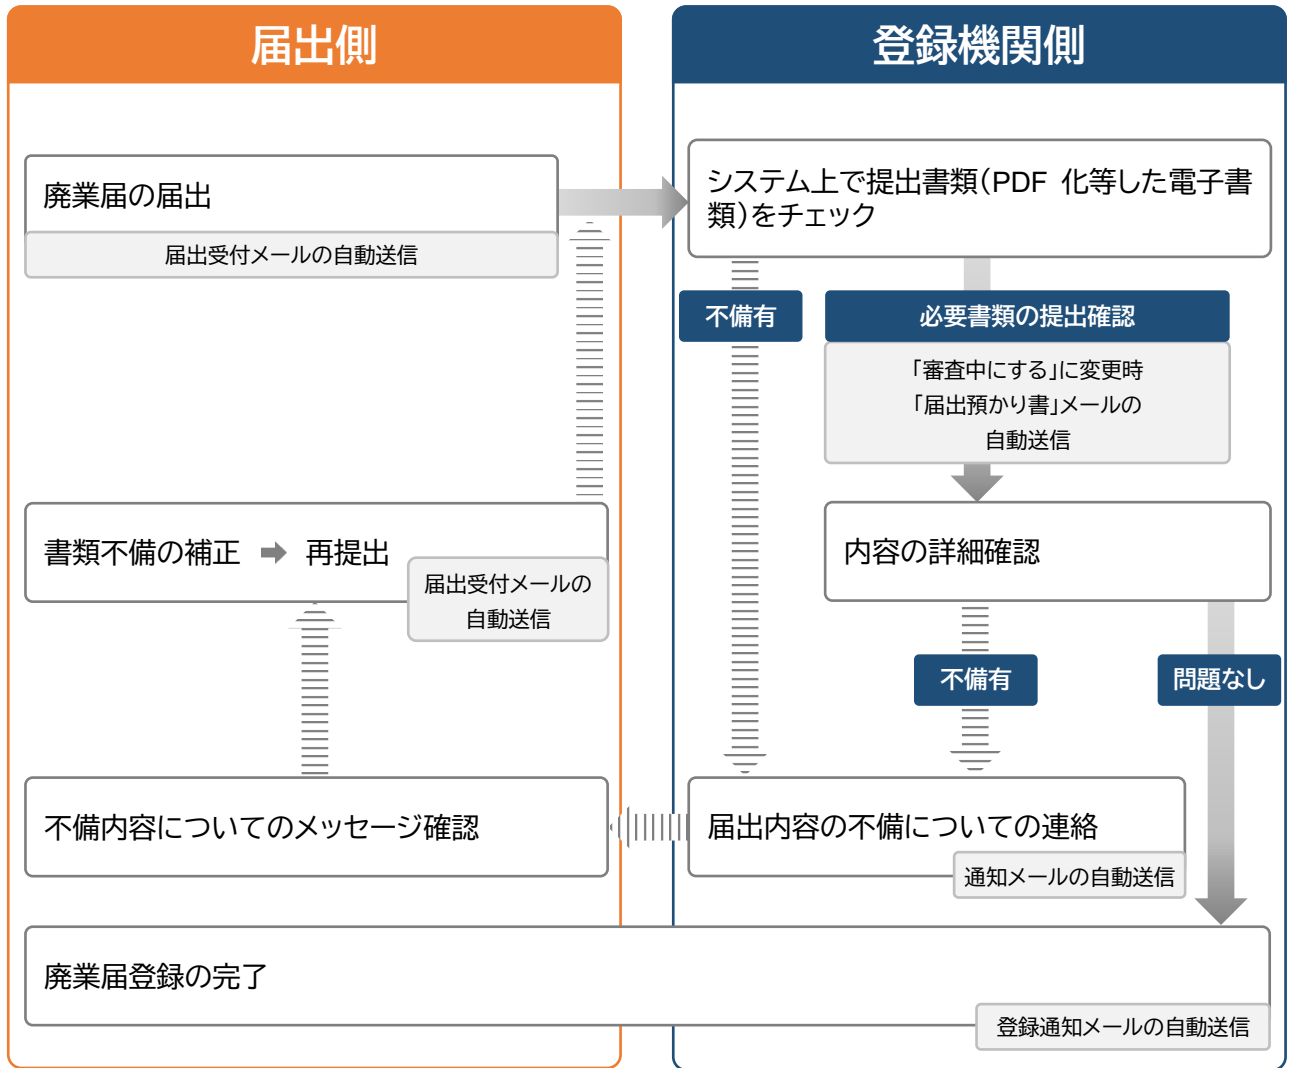 届出側
登録機関側
廃業届の届出
届出受付メールの自動送信
システム上で提出書類(PDF 化等した電子書
類)をチェック
不備有
必要書類の提出確認
「審査中にする」に変更時
「届出預かり書」メールの
自動送信
書類不備の補正 ➡ 再提出
届出受付メールの
自動送信
内容の詳細確認
不備有
問題なし
不備内容についてのメッセージ確認
届出内容の不備についての連絡
通知メールの自動送信
廃業届登録の完了
登録通知メールの自動送信